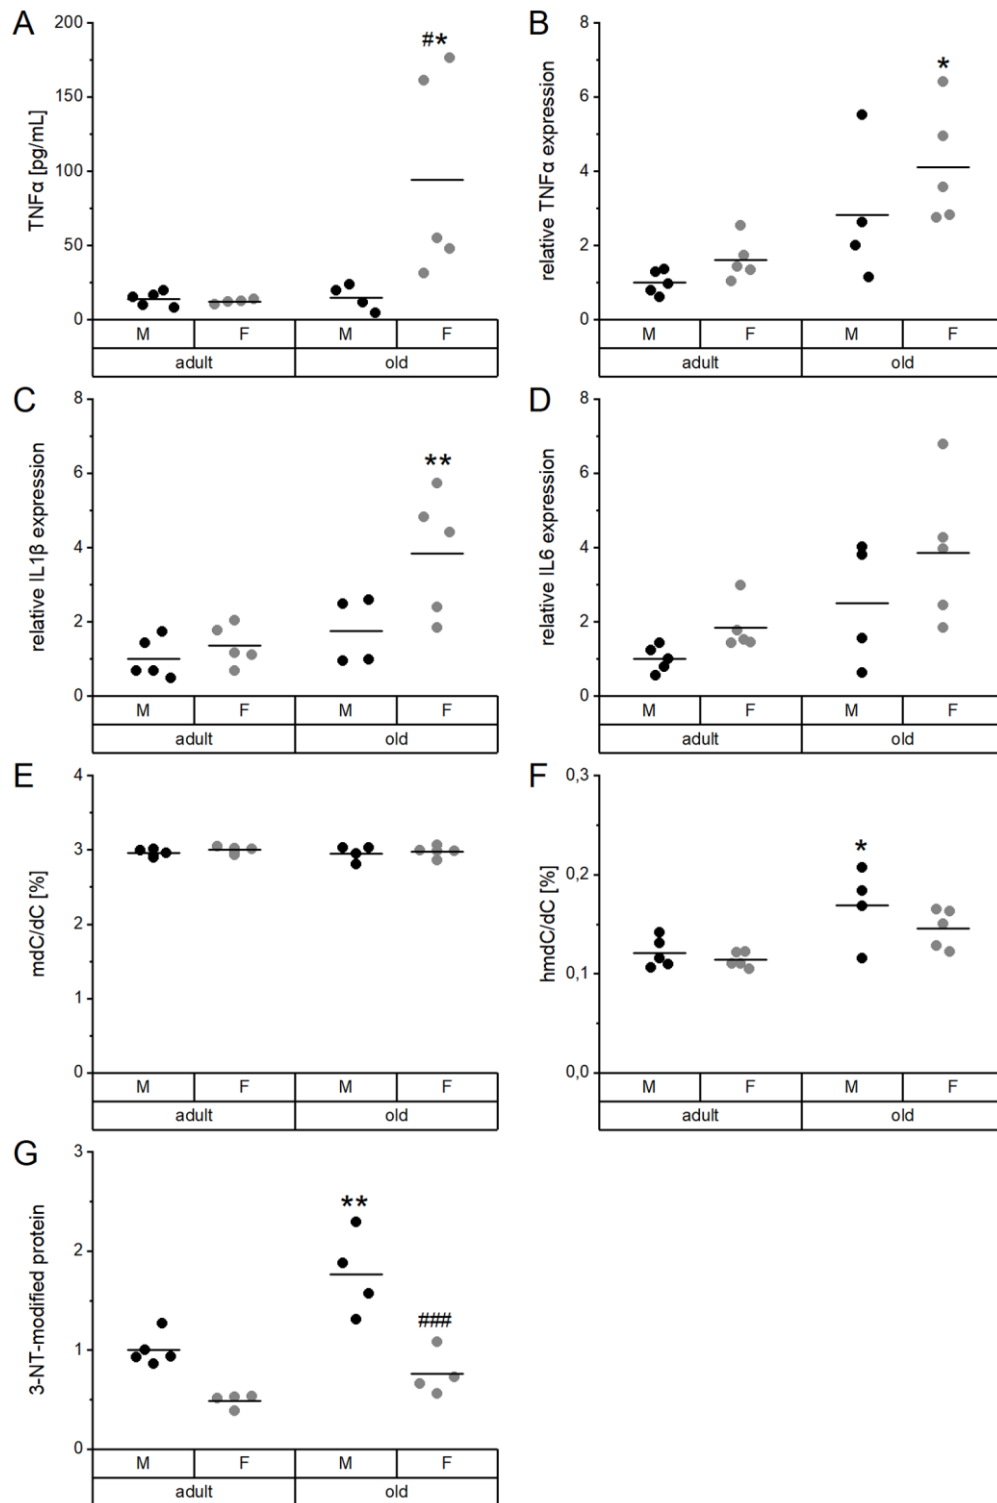 A
TNFα [pg/mL]
200
150
100
50
0
#*
M F M F
adult old
B
relative TNFα expression
8
6
4
2
0
*
M F M F
adult old
C
relative IL1β expression
8
6
4
2
0
**
M F M F
adult old
D
relative IL6 expression
8
6
4
2
0
M F M F
adult old
E
mdC/dC [%]
4
3
2
1
0
M F M F
adult old
F
hmdC/dC [%]
0,3
0,2
0,1
0,0
*
M F M F
adult old
G
3-NT-modified protein
3
2
1
0
**
###
M F M F
adult old